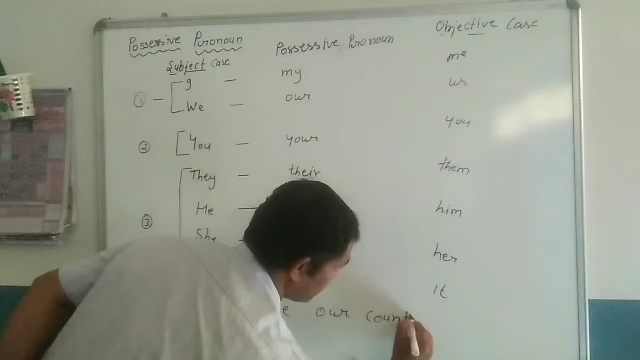 Possessive Pronoun Possessive Pronoun Objective Case
Subject Case
① I — my me
We — our us
② You — your you
③ They — their them
He — him
She her
it
our Count